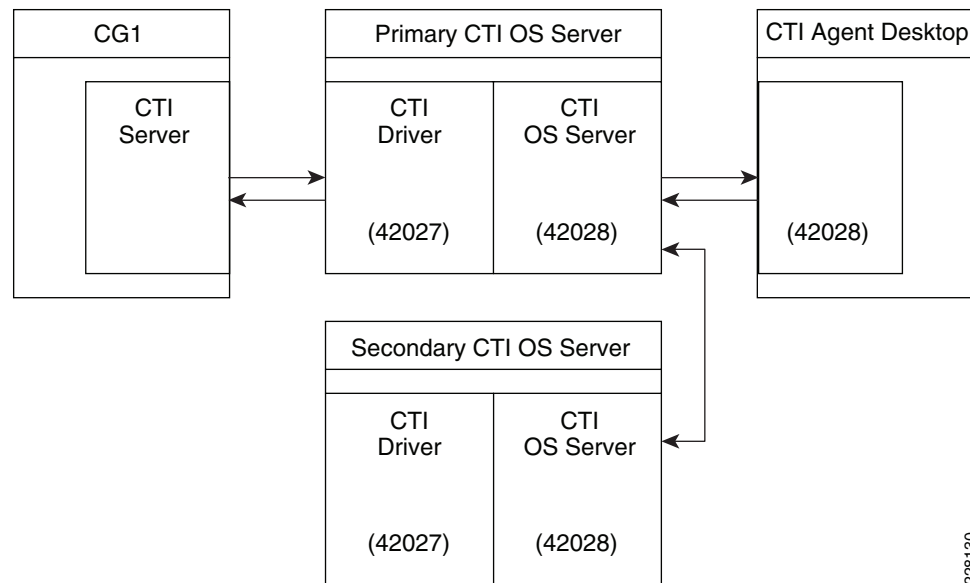 CG1
Primary CTI OS Server
CTI Agent Desktop
CTI
Server
CTI
Driver
CTI
OS Server
(42027)
(42028)
(42028)
Secondary CTI OS Server
CTI
Driver
CTI
OS Server
(42027)
(42028)
228130